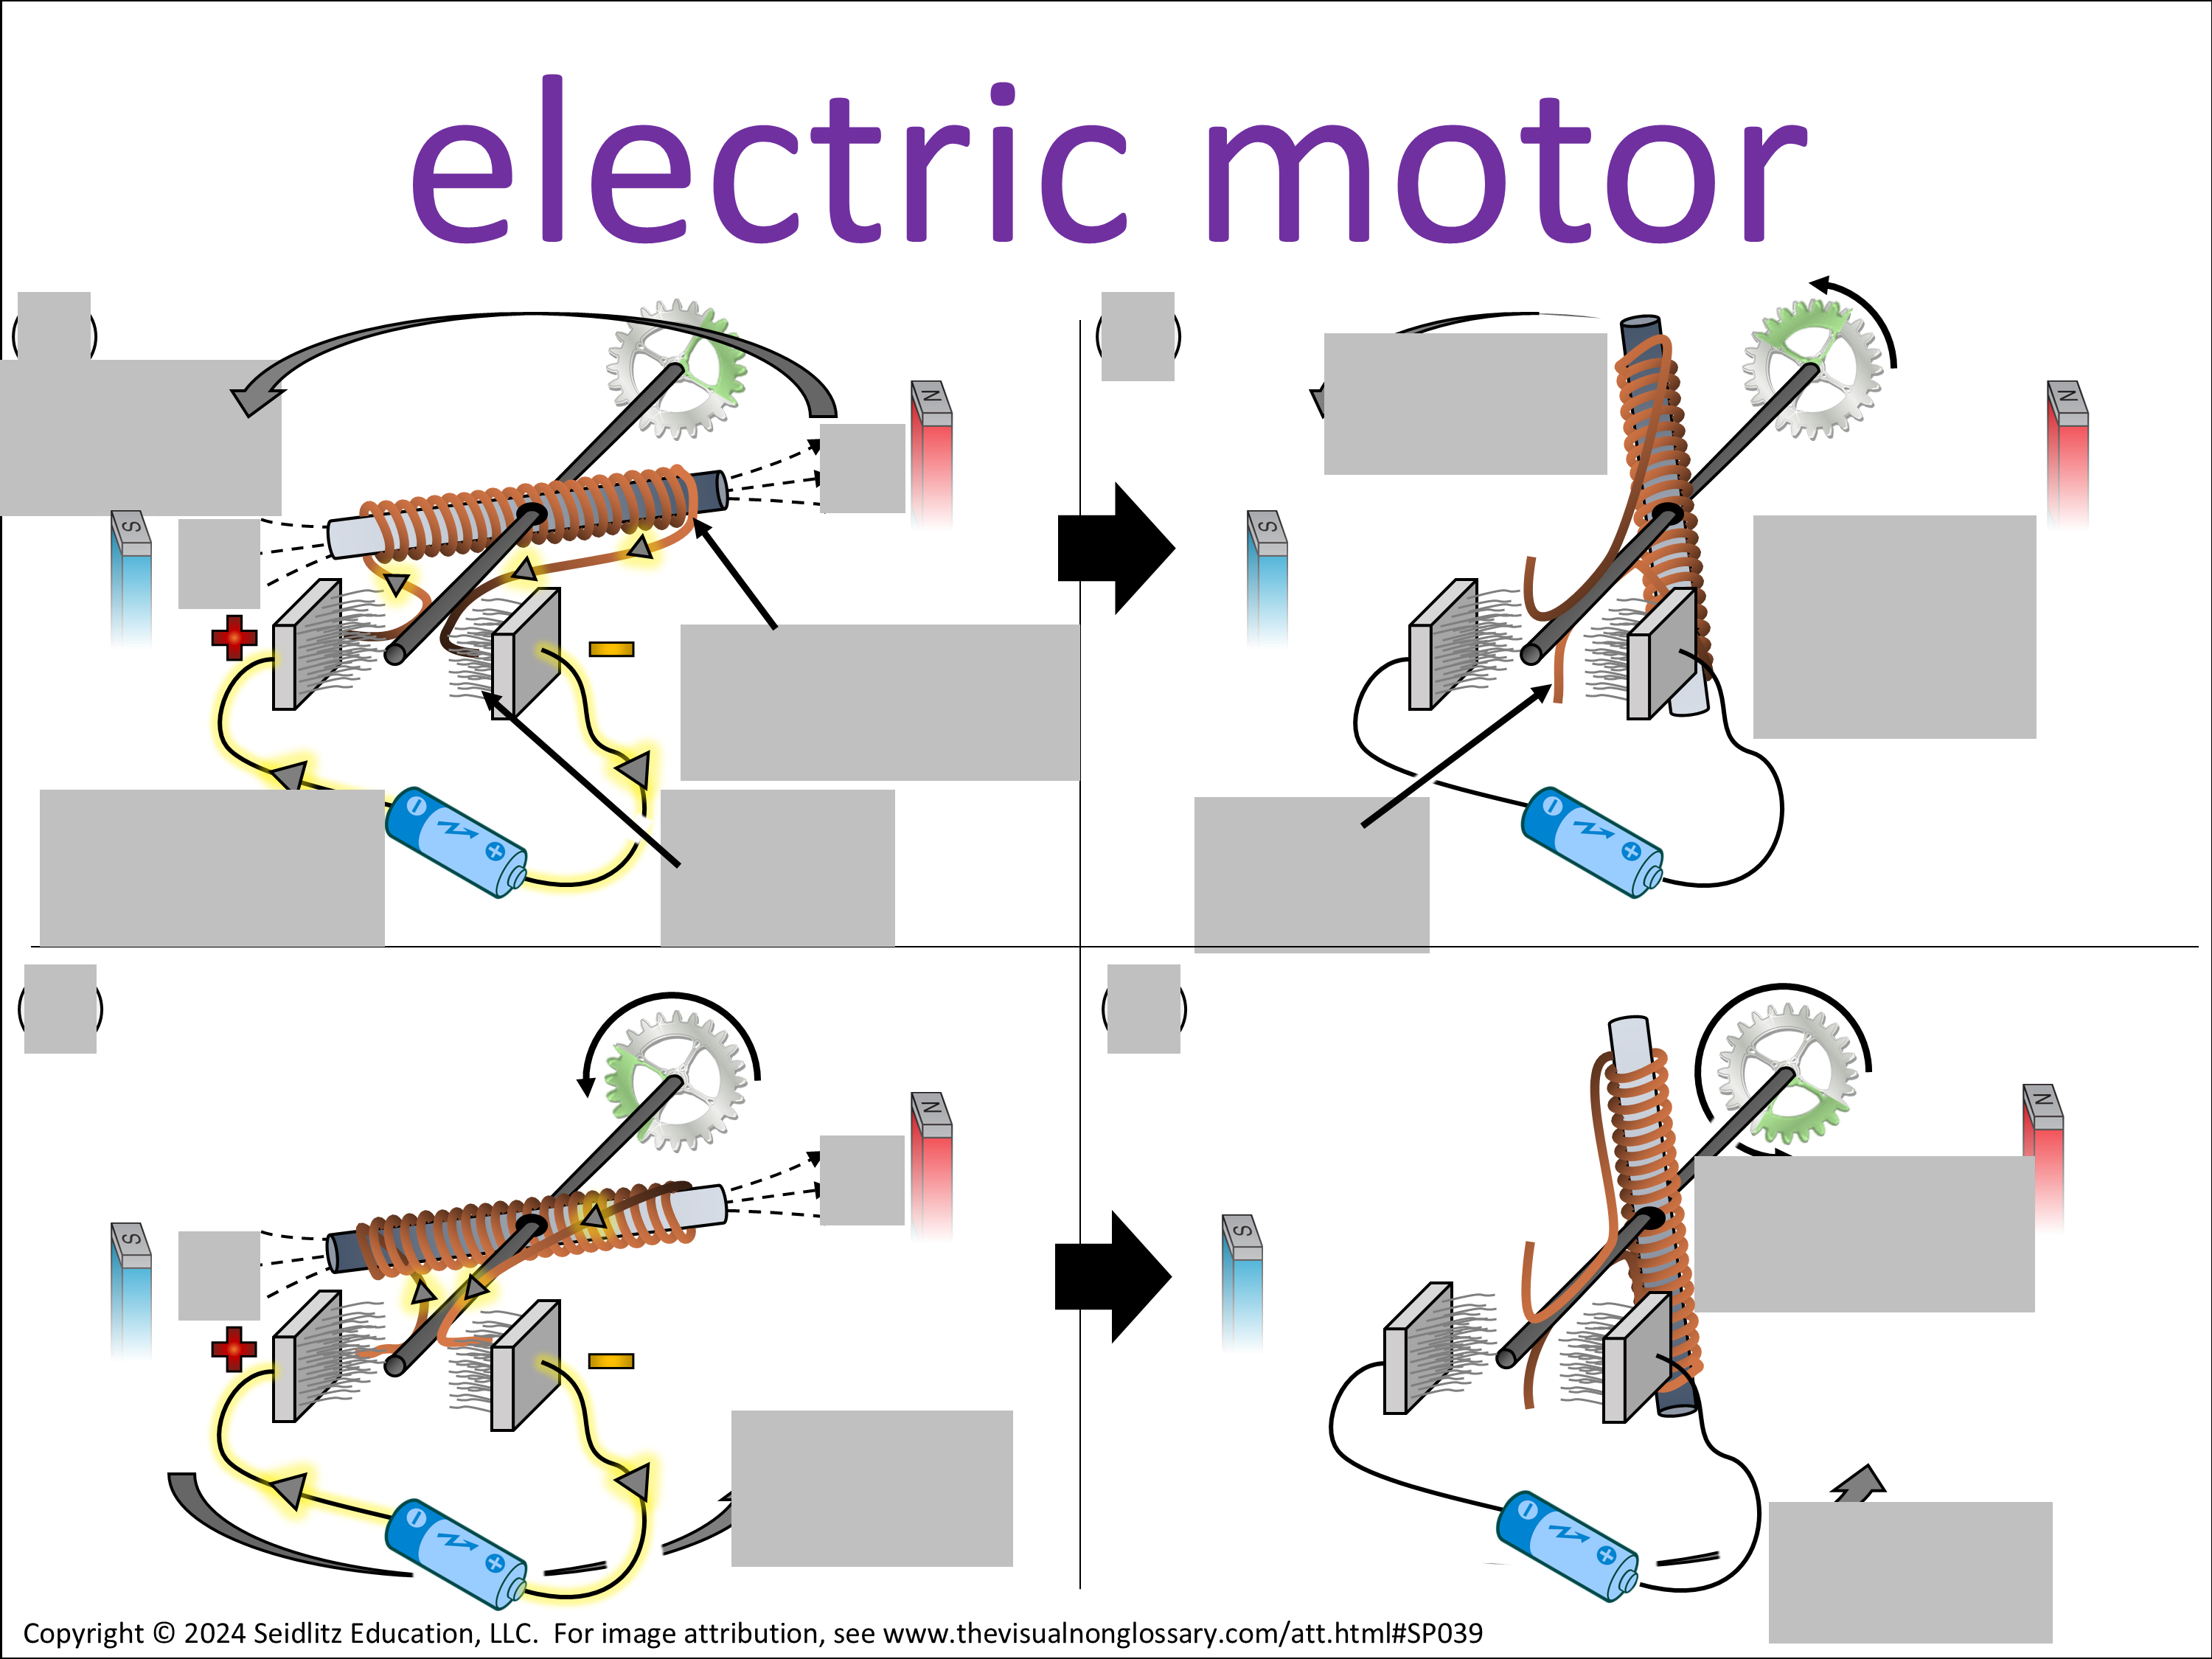 electric motor
N
S
N
S
N
S
N
S
Copyright © 2024 Seidlitz Education, LLC.  For image attribution, see www.thevisualnonglossary.com/att.html#SP039